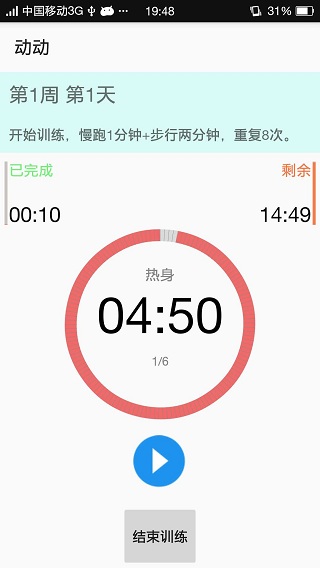 中国移动3G ··· 19:48 31%
动动
第1周 第1天
开始训练，慢跑1分钟+步行两分钟，重复8次。
已完成 剩余
00:10 14:49
热身
04:50
1/6
结束训练